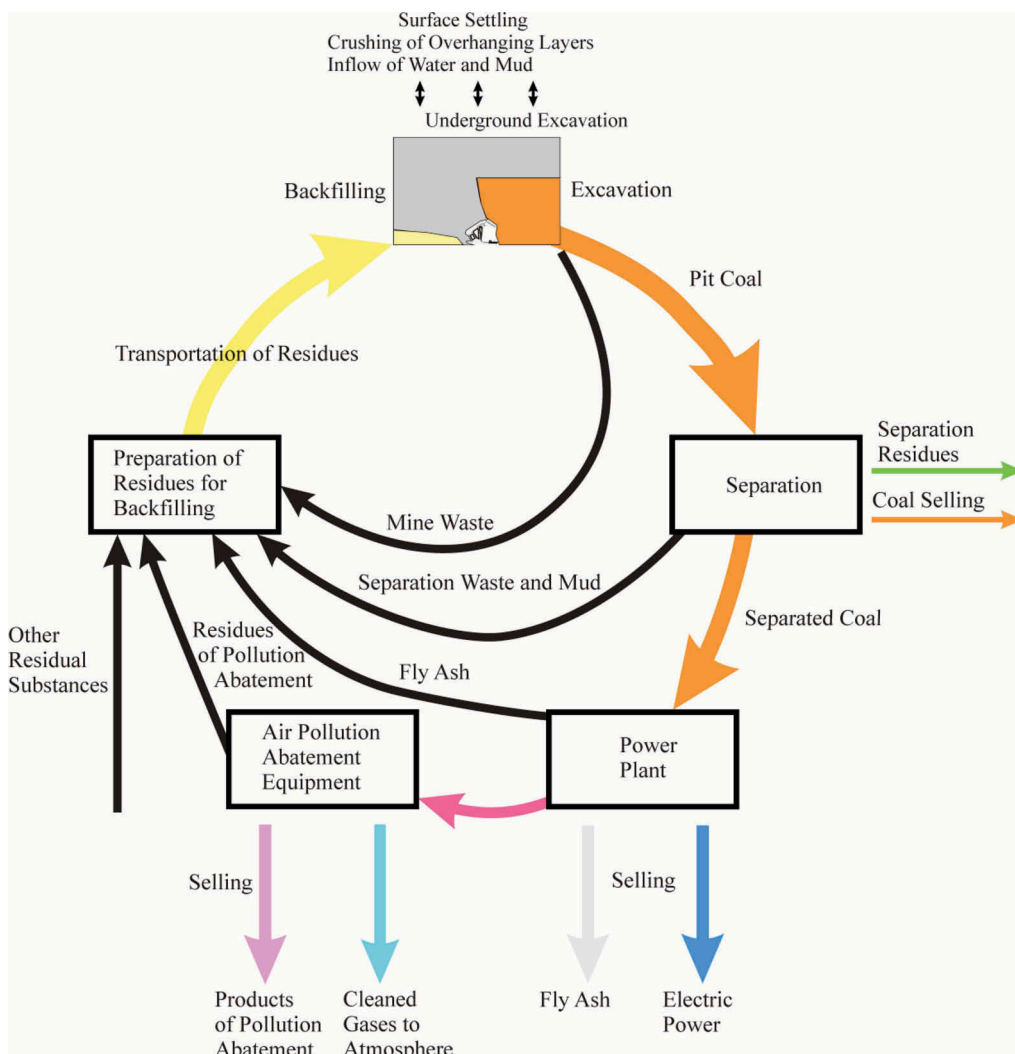 Surface Settling
Crushing of Overhanging Layers
Inflow of Water and Mud
Underground Excavation
Backfilling
Excavation
Pit Coal
Transportation of Residues
Preparation of
Residues for
Backfilling
Separation
Separation
Residues
Coal Selling
Mine Waste
Separation Waste and Mud
Separated Coal
Other
Residual
Substances
Residues
of Pollution
Abatement
Fly Ash
Air Pollution
Abatement
Equipment
Power
Plant
Selling
Selling
Products
of Pollution
Abatement
Cleaned
Gases to
Atmosphere
Fly Ash
Electric
Power